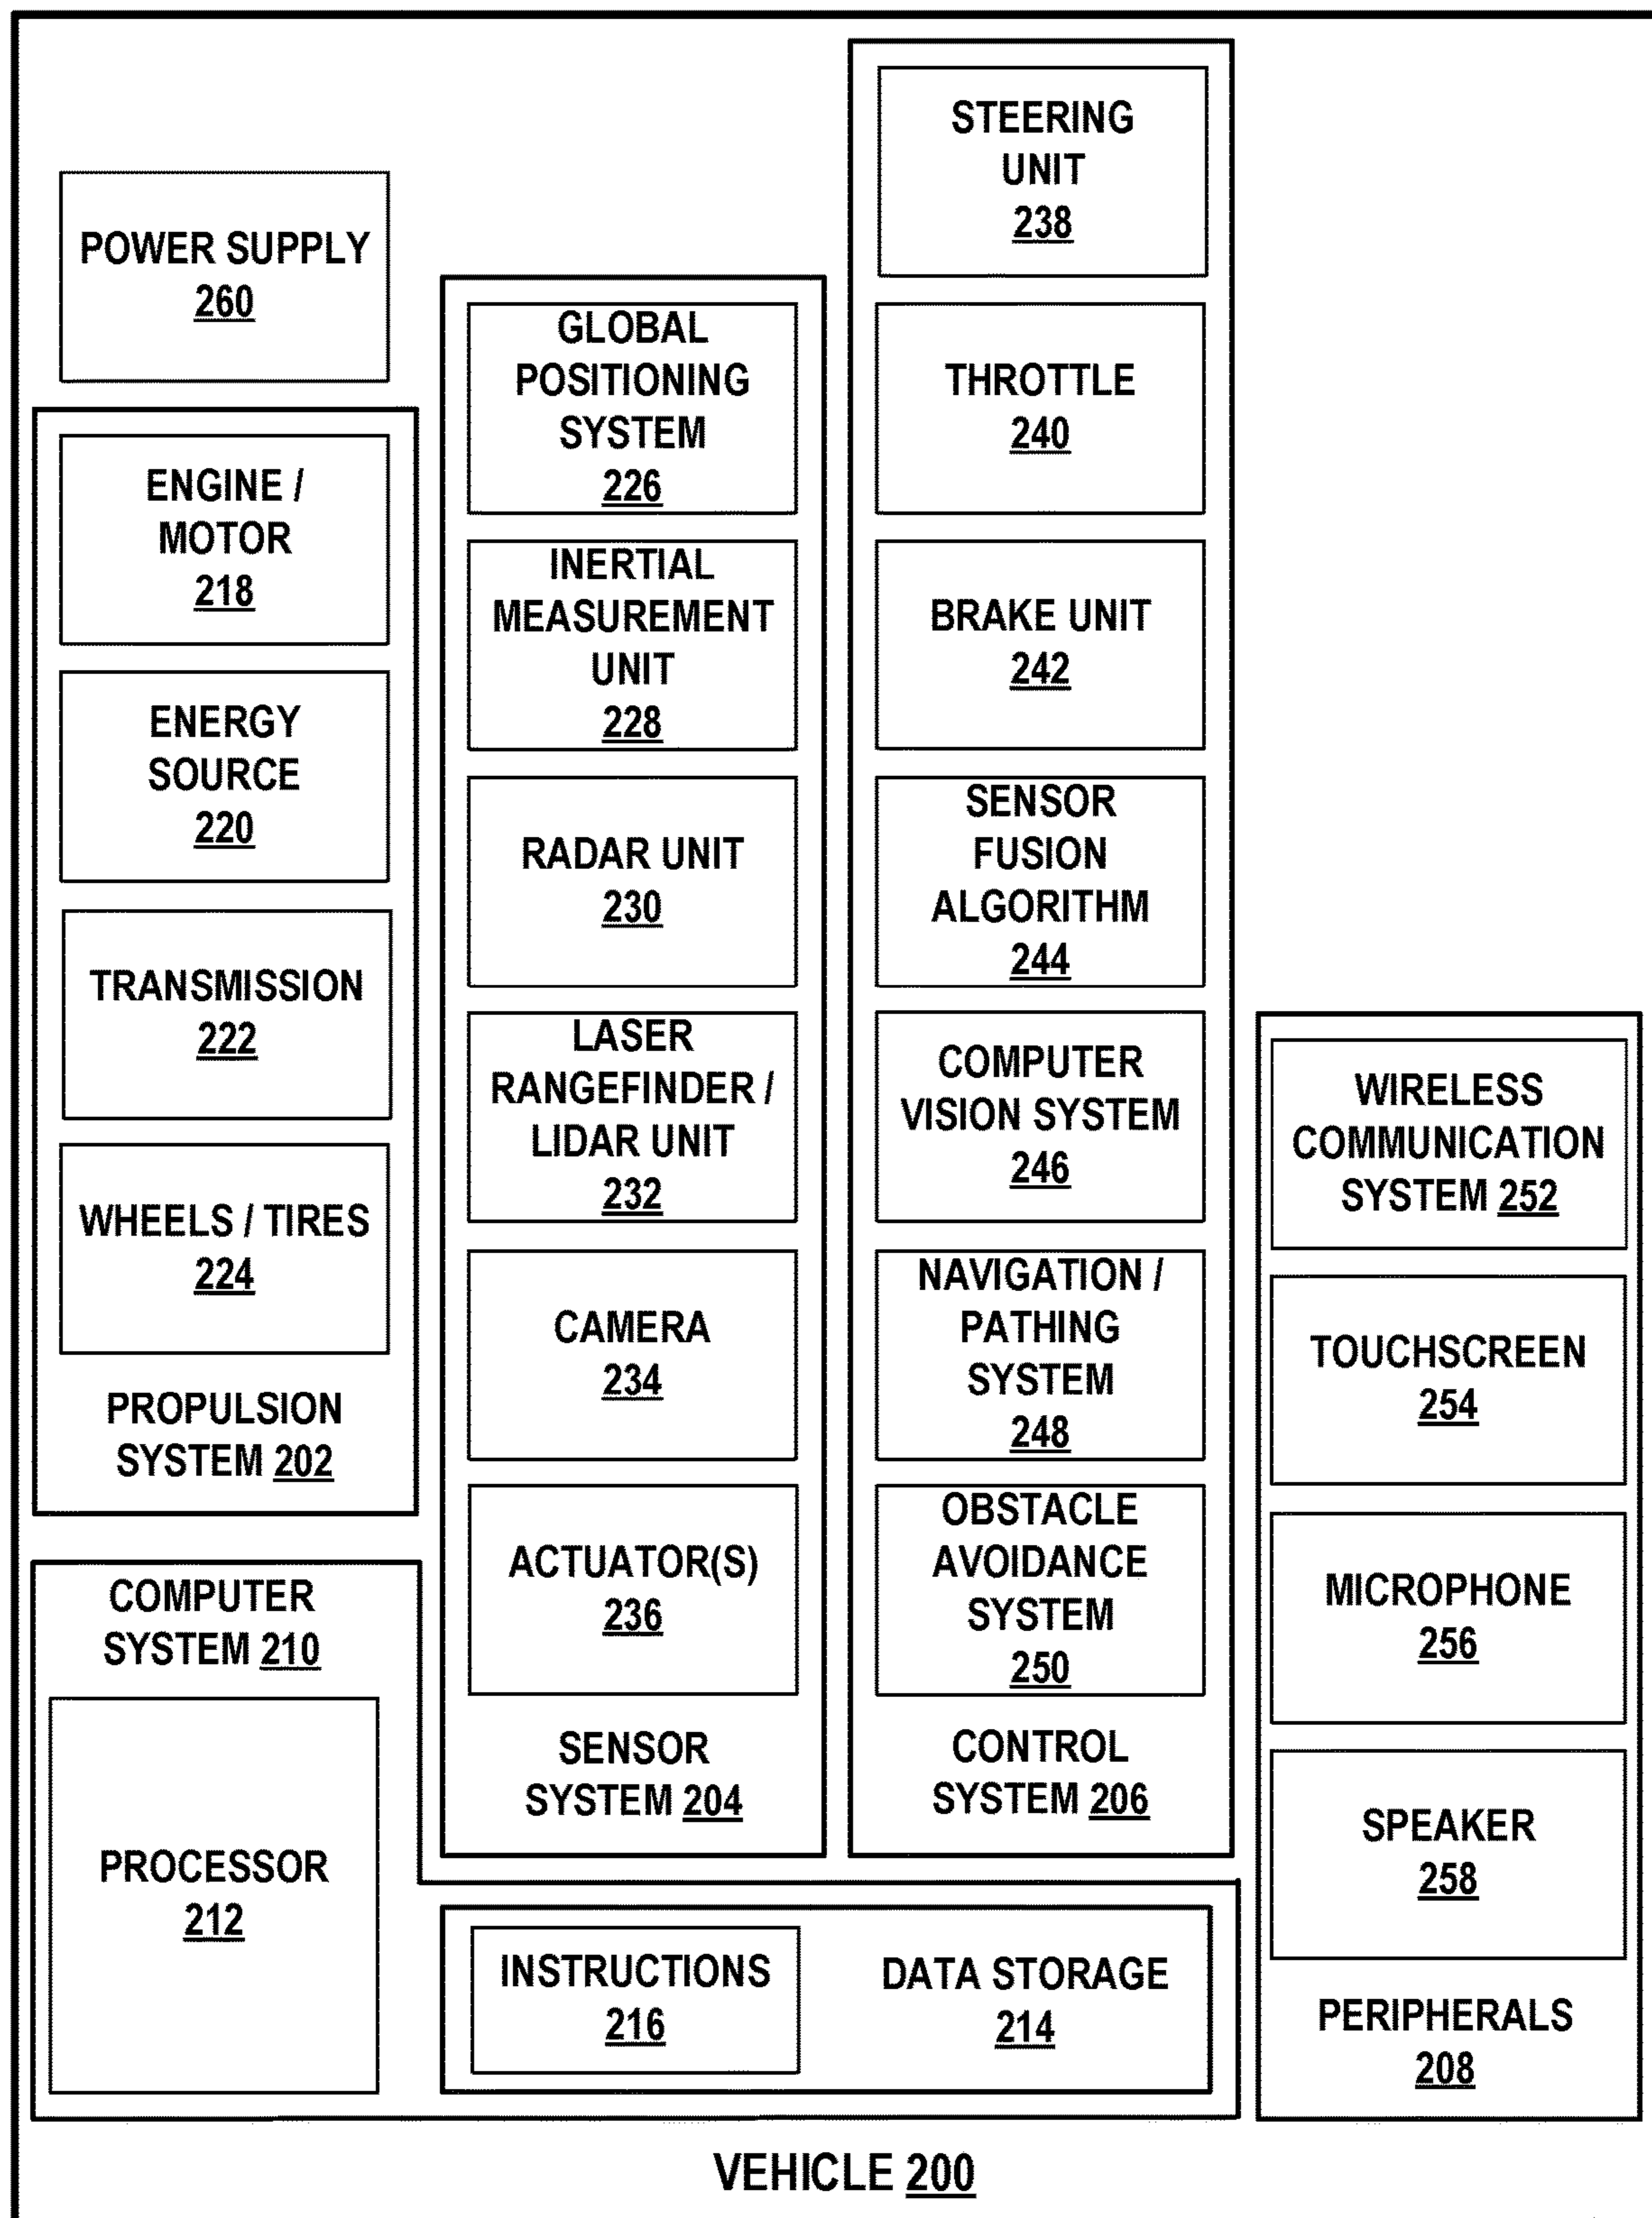 POWER SUPPLY
260
ENGINE /
MOTOR
218
ENERGY
SOURCE
220
TRANSMISSION
222
WHEELS / TIRES
224
PROPULSION
SYSTEM 202
COMPUTER
SYSTEM 210
PROCESSOR
212
GLOBAL
POSITIONING
SYSTEM
226
INERTIAL
MEASUREMENT
UNIT
228
RADAR UNIT
230
LASER
RANGEFINDER /
LIDAR UNIT
232
CAMERA
234
ACTUATOR(S)
236
SENSOR
SYSTEM 204
STEERING
UNIT
238
THROTTLE
240
BRAKE UNIT
242
SENSOR
FUSION
ALGORITHM
244
COMPUTER
VISION SYSTEM
246
NAVIGATION /
PATHING
SYSTEM
248
OBSTACLE
AVOIDANCE
SYSTEM
250
CONTROL
SYSTEM 206
INSTRUCTIONS
216
DATA STORAGE
214
WIRELESS
COMMUNICATION
SYSTEM 252
TOUCHSCREEN
254
MICROPHONE
256
SPEAKER
258
PERIPHERALS
208
VEHICLE 200